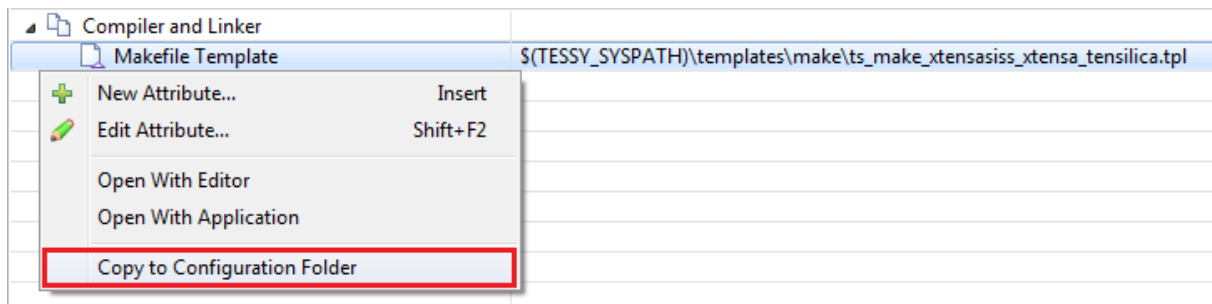 Compiler and Linker
Makefile Template $(TESSY_SYSPATH)\templates\make\ts_make_xtensasiss_xtensa_tensilica.tpl
New Attribute... Insert
Edit Attribute... Shift+F2
Open With Editor
Open With Application
Copy to Configuration Folder